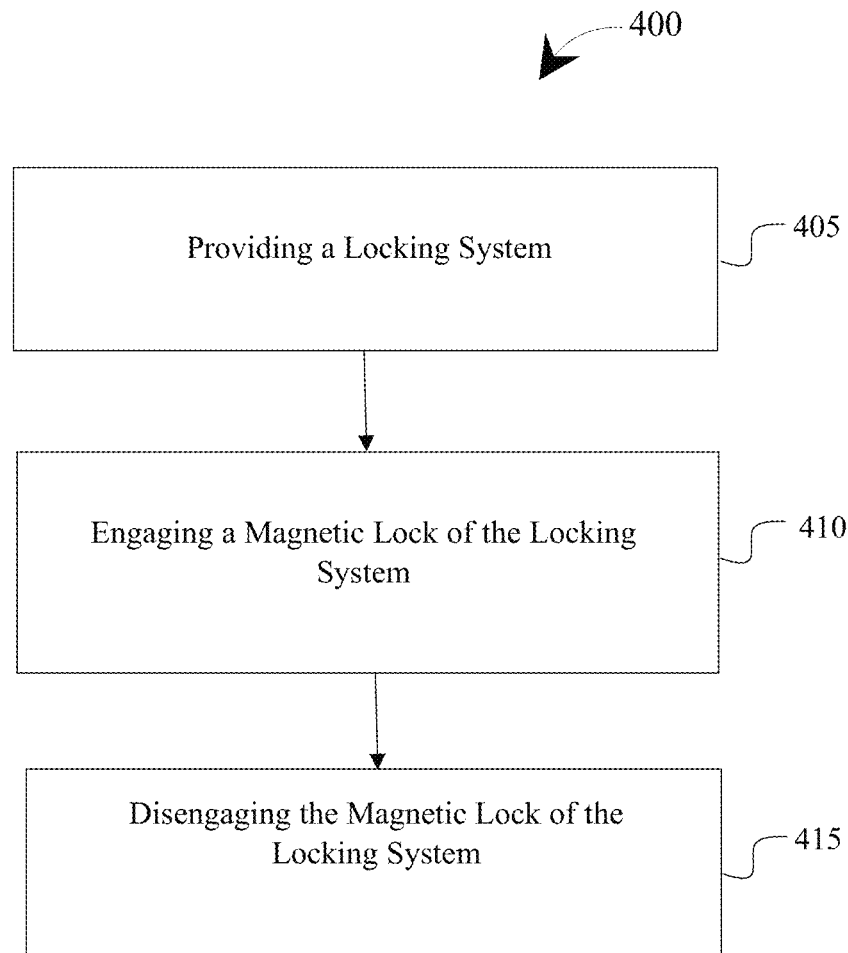 400
Providing a Locking System
405
Engaging a Magnetic Lock of the Locking
System
410
Disengaging the Magnetic Lock of the
Locking System
415